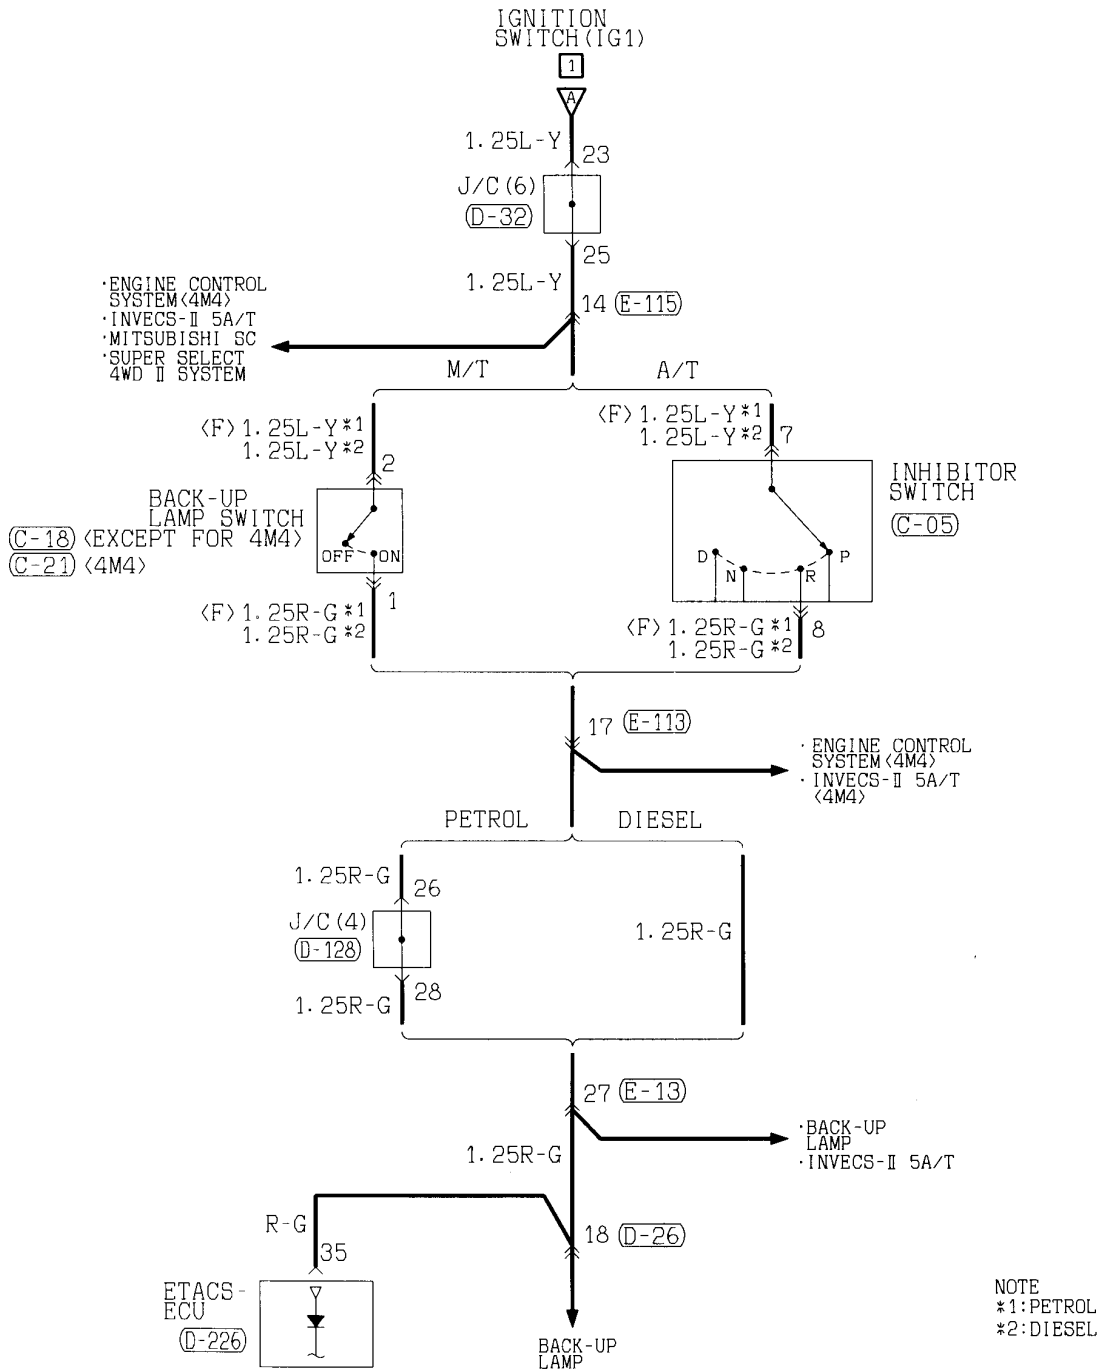 IGNITION
SWITCH(IG1)
1
A
1.25L-Y
23
J/C(6)
D-32
25
1.25L-Y
14 E-115
·ENGINE CONTROL
SYSTEM<4M4>
·INVECS-II 5A/T
·MITSUBISHI SC
·SUPER SELECT
4WD II SYSTEM
M/T
A/T
<F>1.25L-Y*1
1.25L-Y*2
2
<F>1.25L-Y*1
1.25L-Y*2
7
BACK-UP
LAMP SWITCH
C-18 <EXCEPT FOR 4M4>
C-21 <4M4>
OFF ON
INHIBITOR
SWITCH
C-05
D
N
R
P
<F>1.25R-G*1
1.25R-G*2
1
<F>1.25R-G*1
1.25R-G*2
8
17 E-113
·ENGINE CONTROL
SYSTEM<4M4>
·INVECS-II 5A/T
<4M4>
PETROL
DIESEL
1.25R-G
26
J/C(4)
D-128
1.25R-G
28
1.25R-G
27 E-13
·BACK-UP
LAMP
·INVECS-II 5A/T
1.25R-G
R-G
35
18 D-26
ETACS-
ECU
D-226
BACK-UP
LAMP
NOTE
*1:PETROL
*2:DIESEL